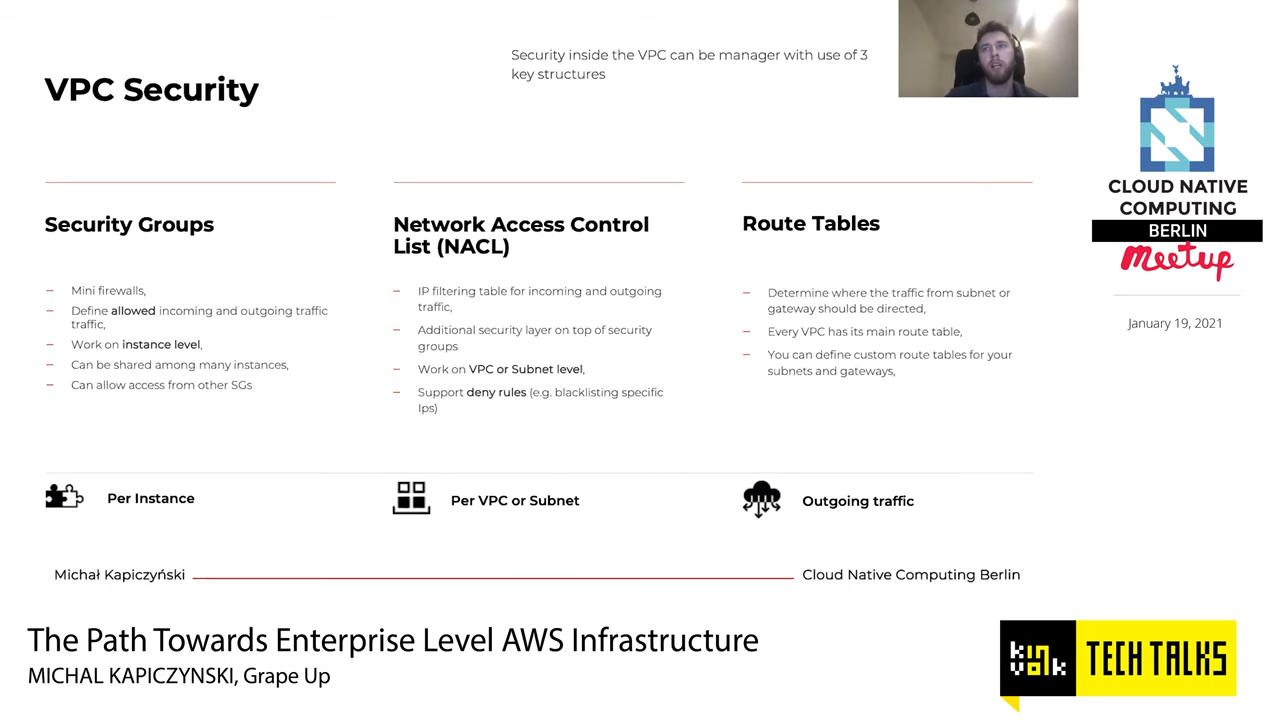 VPC Security
Security inside the VPC can be manager with use of 3
key structures
Security Groups
Mini firewalls,
Define allowed incoming and outgoing traffic
traffic,
Work on instance level,
Can be shared among many instances,
Can allow access from other SGs
Per Instance
Network Access Control
List (NACL)
IP filtering table for incoming and outgoing
traffic,
Additional security layer on top of security
groups
Work on VPC or Subnet level,
Support deny rules (e.g. blacklisting specific
Ips)
Per VPC or Subnet
Route Tables
Determine where the traffic from subnet or
gateway should be directed,
Every VPC has its main route table,
You can define custom route tables for your
subnets and gateways,
Outgoing traffic
Michał Kapiczyński
Cloud Native Computing Berlin
CLOUD NATIVE
COMPUTING
BERLIN
meetup
January 19, 2021
The Path Towards Enterprise Level AWS Infrastructure
MICHAL KAPICZYNSKI, Grape Up
kinvolk
TECH TALKS